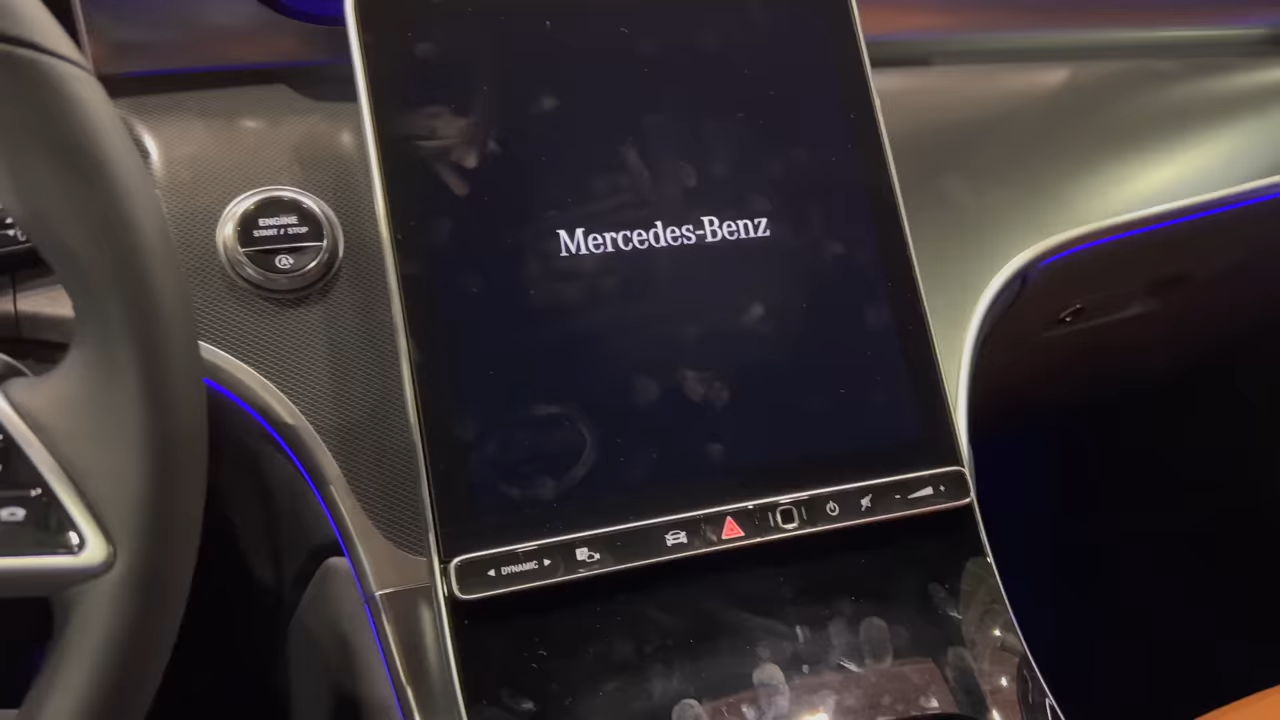 ENGINE
START // STOP
A
Mercedes-Benz
DYNAMIC
P
- +